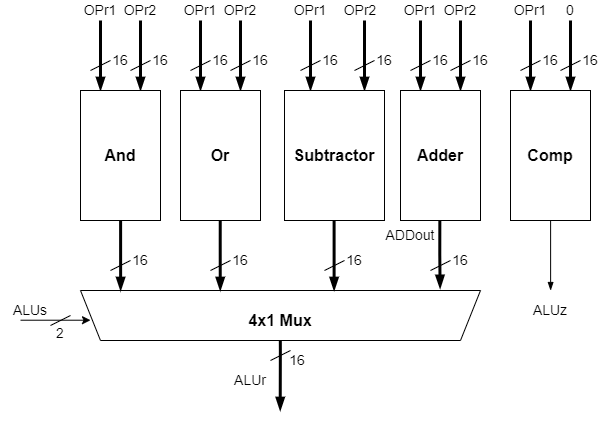 OPr1 OPr2 OPr1 OPr2 OPr1 OPr2 OPr1 OPr2 OPr1 0
16 16 16 16 16 16 16 16 16 16
And Or Subtractor Adder Comp
ADDout
16 16 16 16
ALUs ALUz
4x1 Mux
2
16
ALUr